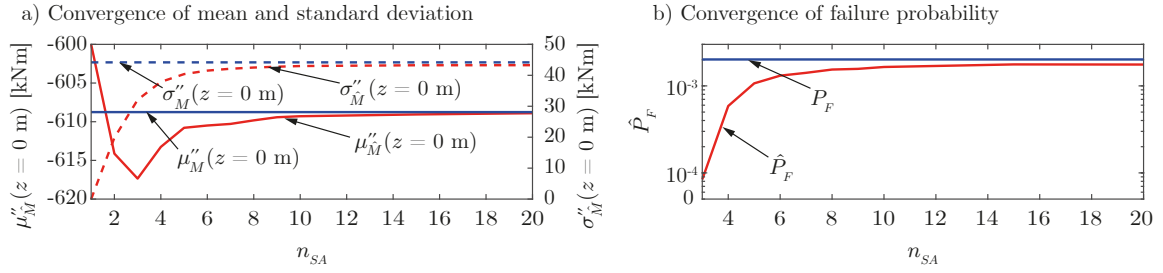 a) Convergence of mean and standard deviation
μ''_M̂(z = 0 m) [kNm]
-600
-605
-610
-615
-620
2 4 6 8 10 12 14 16 18 20
n_SA
50
40
30
20
10
0
σ''_M̂(z = 0 m) [kNm]
σ''_M(z = 0 m)
σ''_M̂(z = 0 m)
μ''_M(z = 0 m)
μ''_M̂(z = 0 m)
b) Convergence of failure probability
P̂_F
10⁻³
10⁻⁴
0
4 6 8 10 12 14 16 18 20
n_SA
P_F
P̂_F